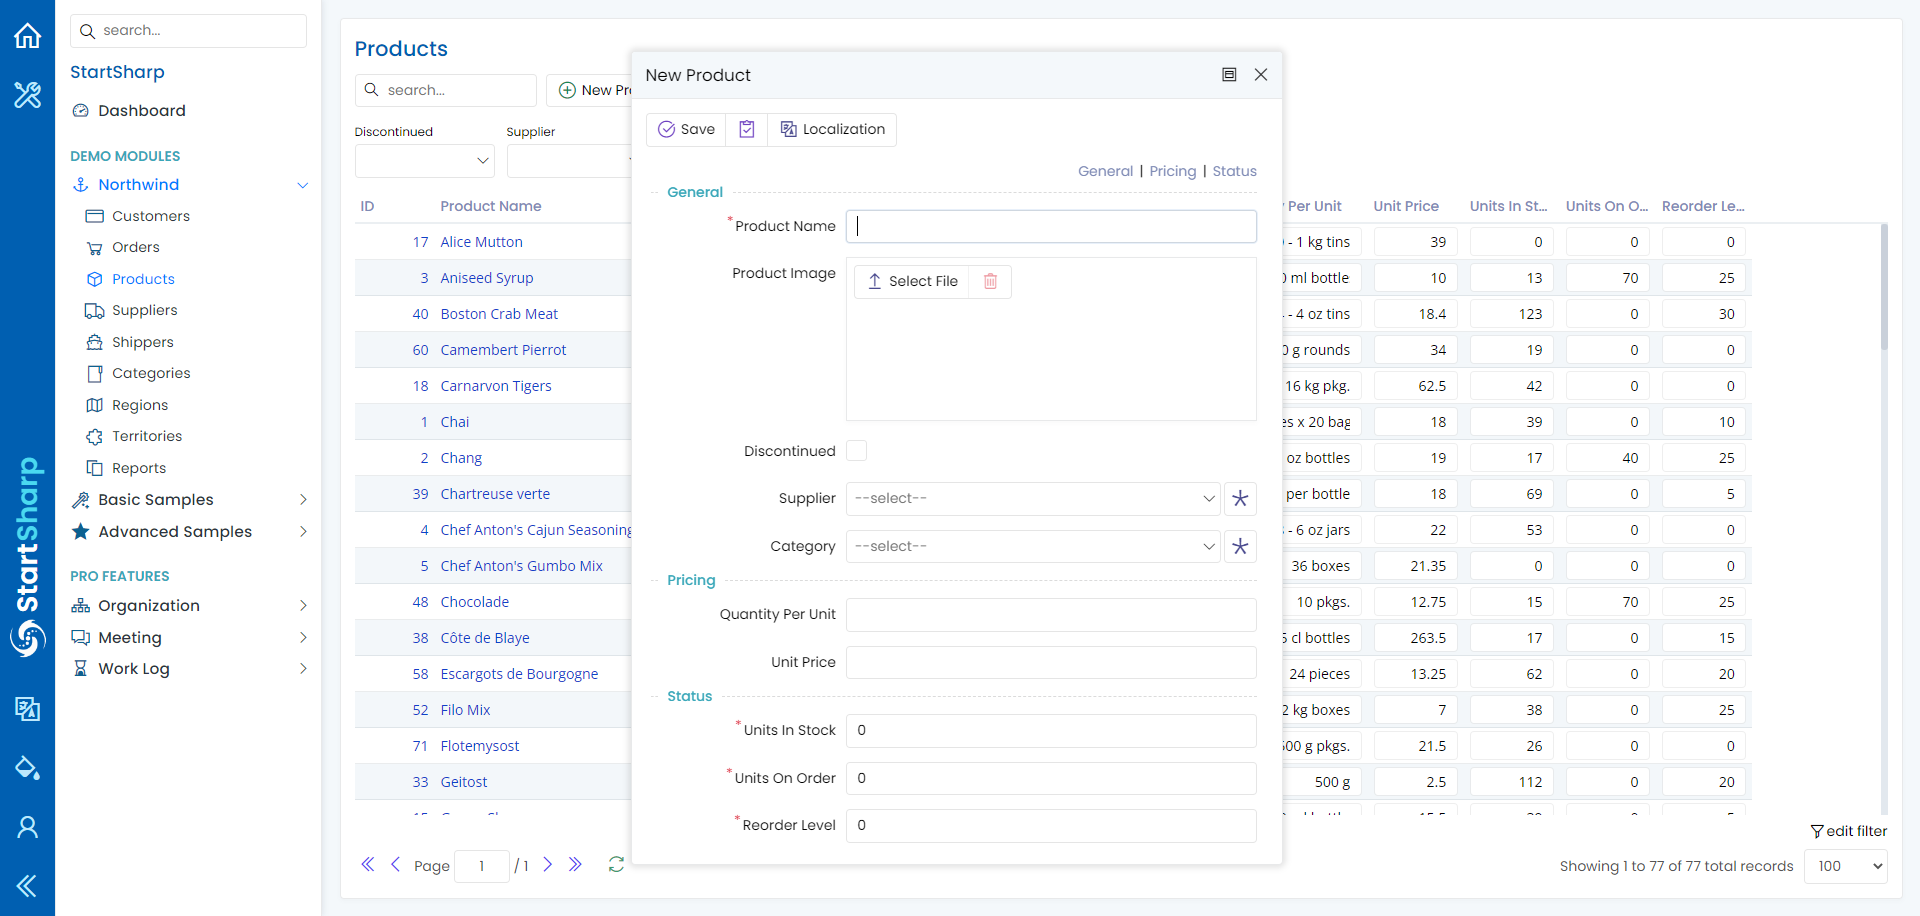 search...
StartSharp
Dashboard
DEMO MODULES
Northwind
Customers
Orders
Products
Suppliers
Shippers
Categories
Regions
Territories
Reports
Basic Samples
Advanced Samples
PRO FEATURES
Organization
Meeting
Work Log
StartSharp
Products
search...
New Pr
Discontinued
Supplier
ID Product Name
17 Alice Mutton
3 Aniseed Syrup
40 Boston Crab Meat
60 Camembert Pierrot
18 Carnarvon Tigers
1 Chai
2 Chang
39 Chartreuse verte
4 Chef Anton's Cajun Seasoning
5 Chef Anton's Gumbo Mix
48 Chocolade
38 Côte de Blaye
58 Escargots de Bourgogne
52 Filo Mix
71 Flotemysost
33 Geitost
Page 1 / 1
New Product
Save
Localization
General | Pricing | Status
General
*Product Name
Product Image
Select File
Discontinued
Supplier --select--
Category --select--
Pricing
Quantity Per Unit
Unit Price
Status
*Units In Stock 0
*Units On Order 0
*Reorder Level 0
Per Unit Unit Price Units In St... Units On O... Reorder Le...
- 1 kg tins 39 0 0 0
ml bottle 10 13 70 25
- 4 oz tins 18.4 123 0 30
g rounds 34 19 0 0
16 kg pkg. 62.5 42 0 0
es x 20 bag 18 39 0 10
oz bottles 19 17 40 25
per bottle 18 69 0 5
- 6 oz jars 22 53 0 0
36 boxes 21.35 0 0 0
10 pkgs. 12.75 15 70 25
cl bottles 263.5 17 0 15
24 pieces 13.25 62 0 20
2 kg boxes 7 38 0 25
500 g pkgs. 21.5 26 0 0
500 g 2.5 112 0 20
edit filter
Showing 1 to 77 of 77 total records 100